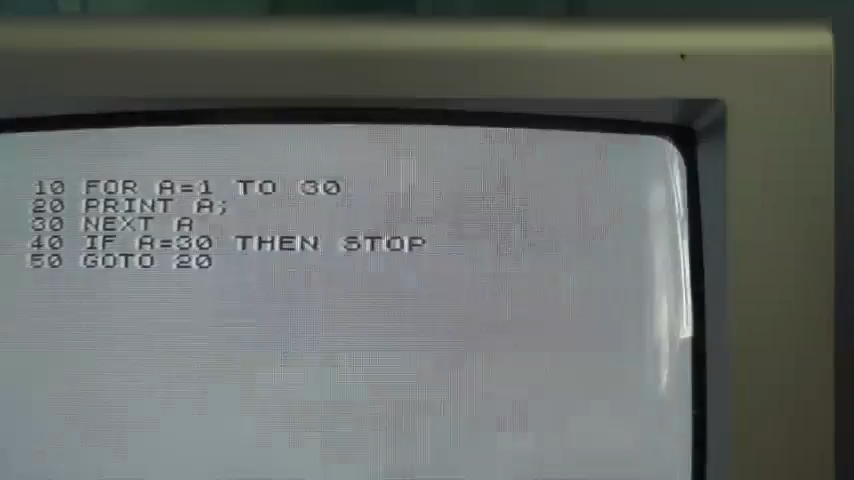 10 FOR A=1 TO 30
20 PRINT A;
30 NEXT A
40 IF A=30 THEN STOP
50 GOTO 20